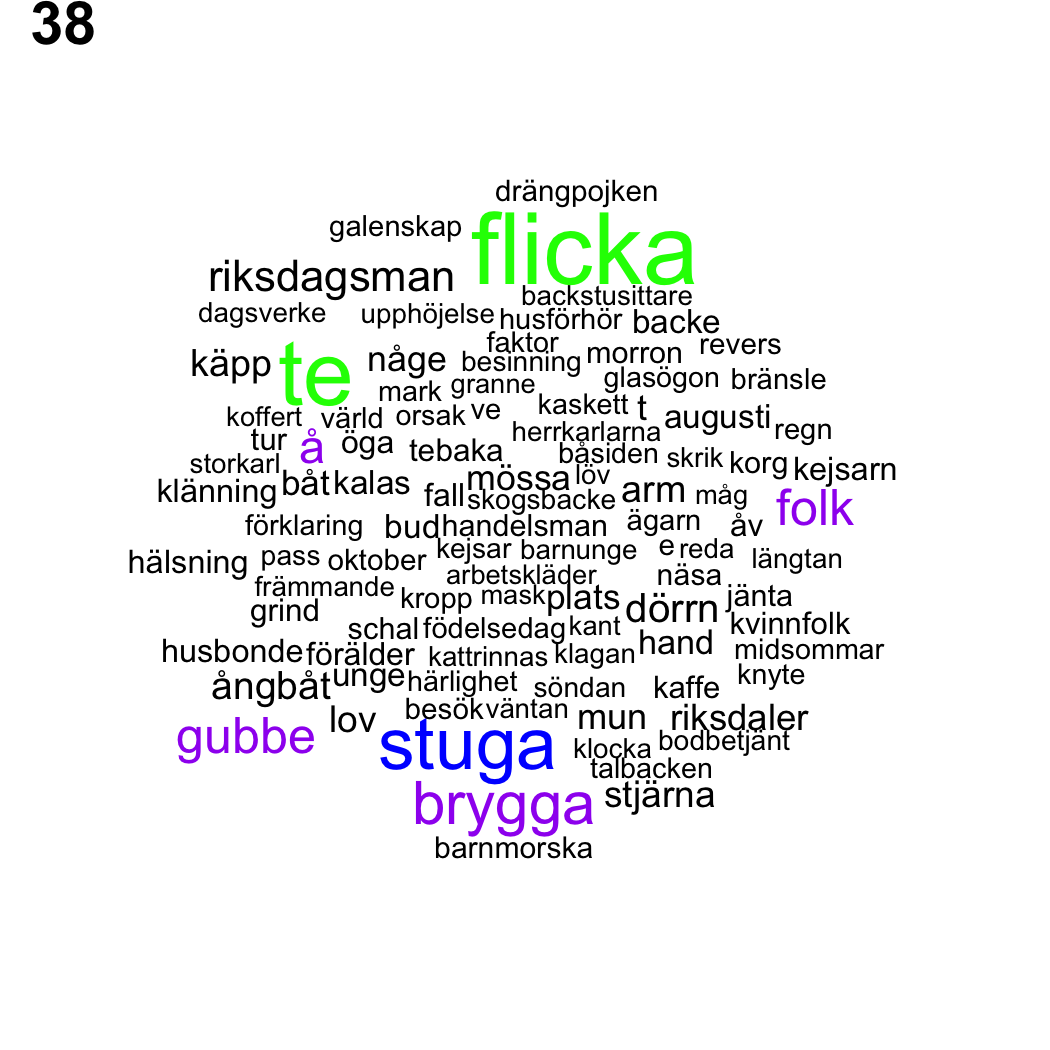 38
drängpojken
galenskap flicka
riksdagsman
backstusittare
dagsverke upphöjelse husförhör backe
faktor revers
käpp te någe besinning morron
mark granne glasögon bränsle
koffert värld orsak ve kaskett t augusti
tur å öga tebaka herrkarlarna regn
storkarl båsiden skrik korg kejsarn
klänning båt kalas mössa löv
fall skogsbacke arm måg folk
förklaring bud handelsman ägarn åv
hälsning pass oktober kejsar barnunge e reda längtan
främmande arbetskläder näsa
grind kropp mask plats dörrn jänta
schal födelsedag kant kvinnfolk
husbonde förälder kattrinnas klagan hand midsommar
ångbåt unge härlighet söndan kaffe knyte
gubbe lov besök väntan mun riksdaler
stuga klocka bodbetjänt
talbacken
brygga stjärna
barnmorska